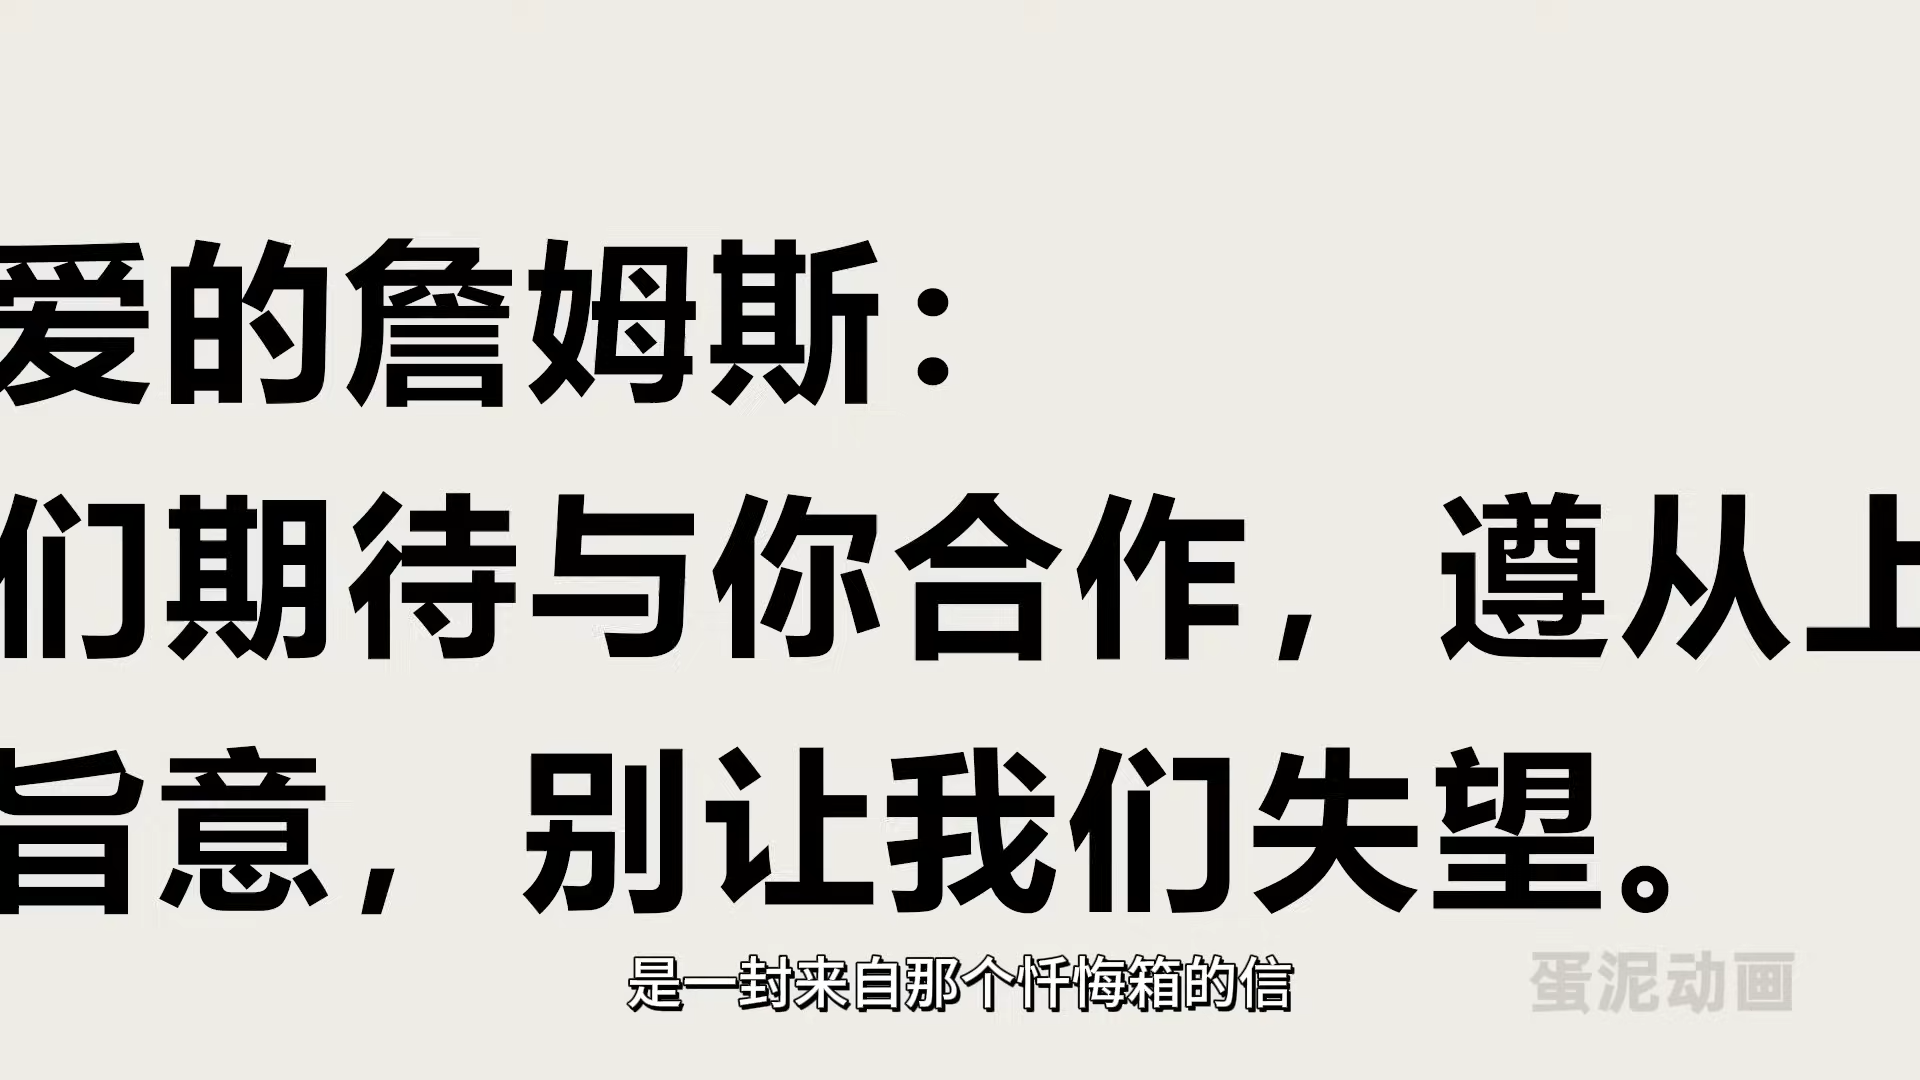 爱的詹姆斯：
们期待与你合作，遵从上
旨意，别让我们失望。
是一封来自那个忏悔箱的信
蛋泥动画